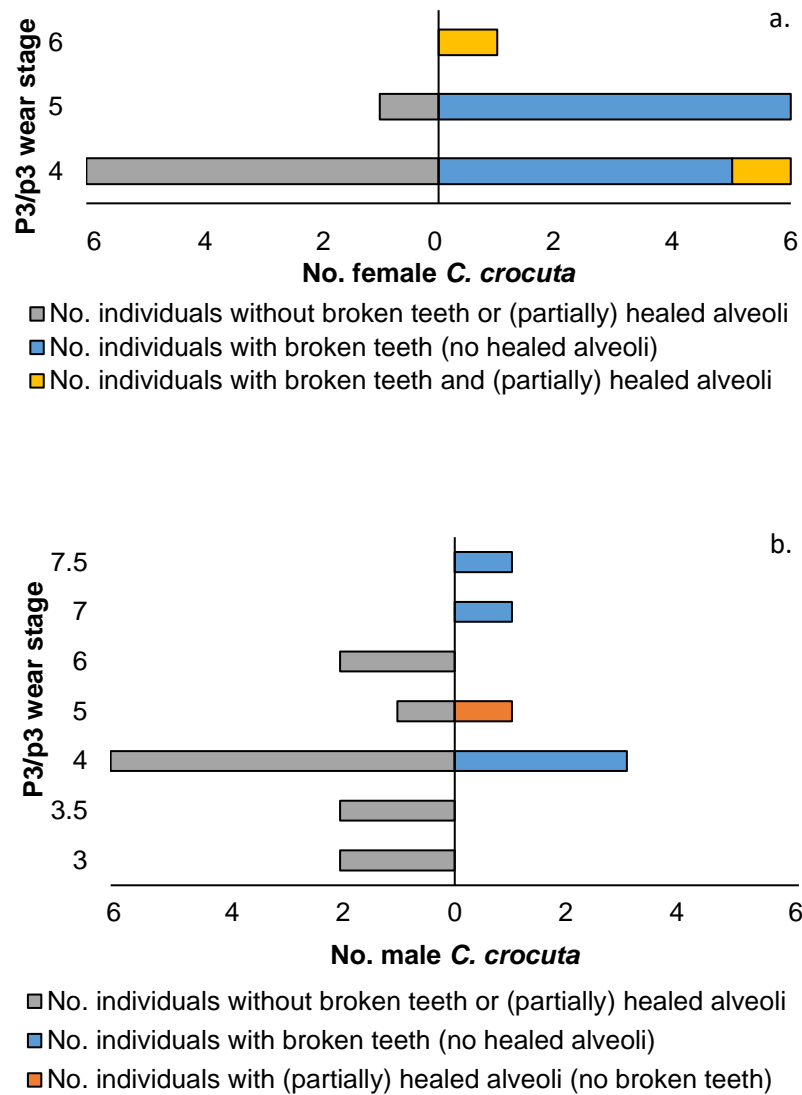 a.
P3/p3 wear stage
6
5
4
6 4 2 0 2 4 6
No. female C. crocuta
No. individuals without broken teeth or (partially) healed alveoli
No. individuals with broken teeth (no healed alveoli)
No. individuals with broken teeth and (partially) healed alveoli
b.
P3/p3 wear stage
7.5
7
6
5
4
3.5
3
6 4 2 0 2 4 6
No. male C. crocuta
No. individuals without broken teeth or (partially) healed alveoli
No. individuals with broken teeth (no healed alveoli)
No. individuals with (partially) healed alveoli (no broken teeth)